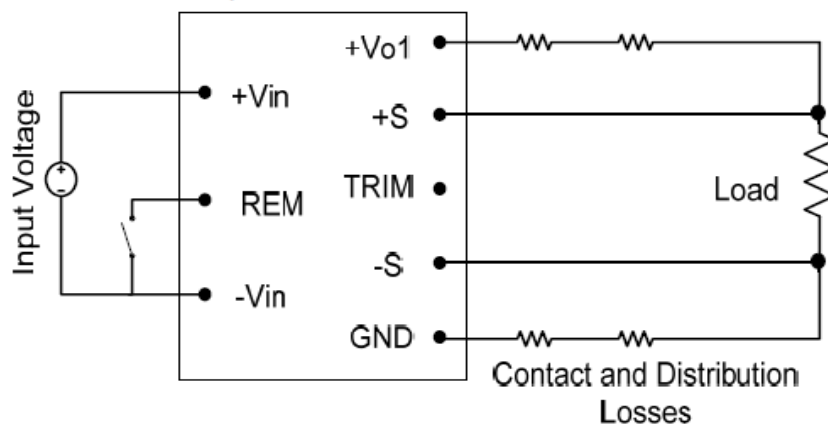 Input Voltage
+Vin
REM
-Vin
+Vo1
+S
TRIM
-S
GND
Load
Contact and Distribution
Losses